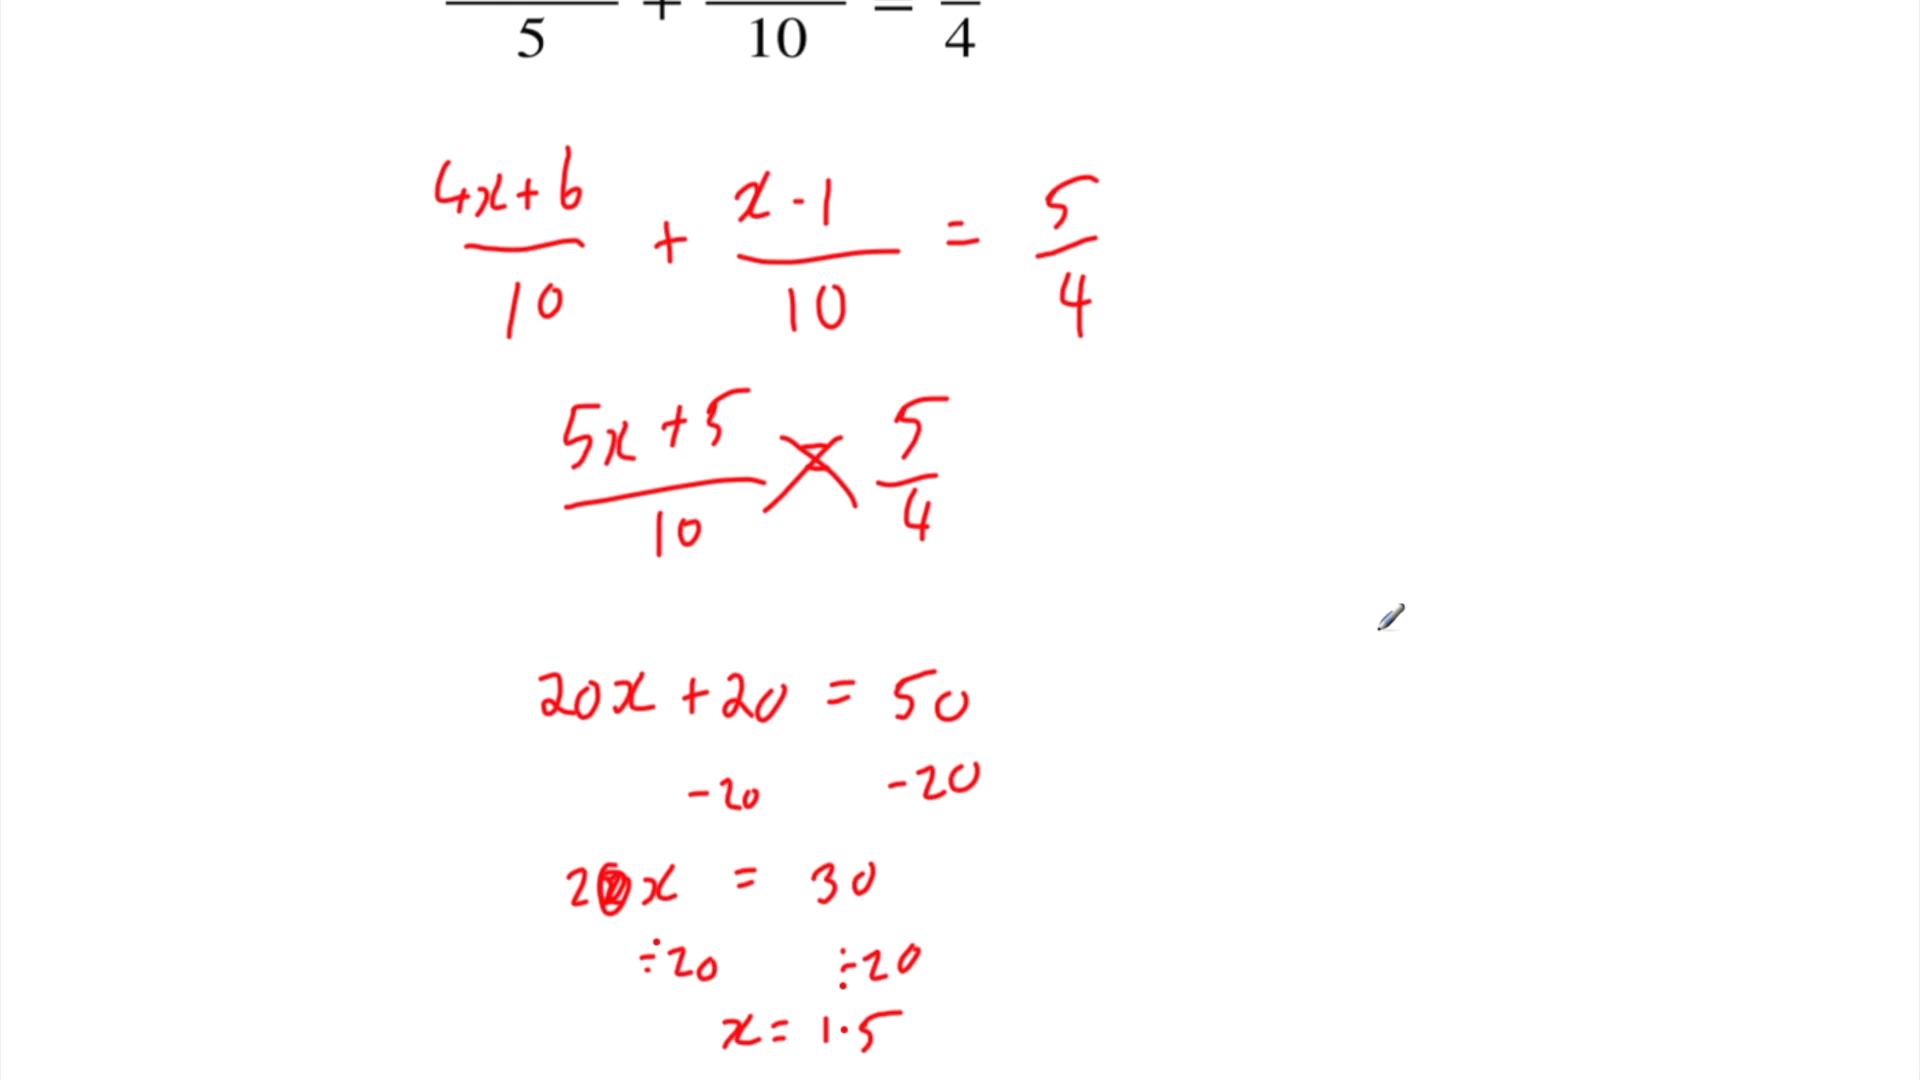 5 + 10 = 4
4x+6/10 + x-1/10 = 5/4
5x+5/10 = 5/4
20x + 20 = 50
-20 -20
20x = 30
÷20 ÷20
x = 1.5